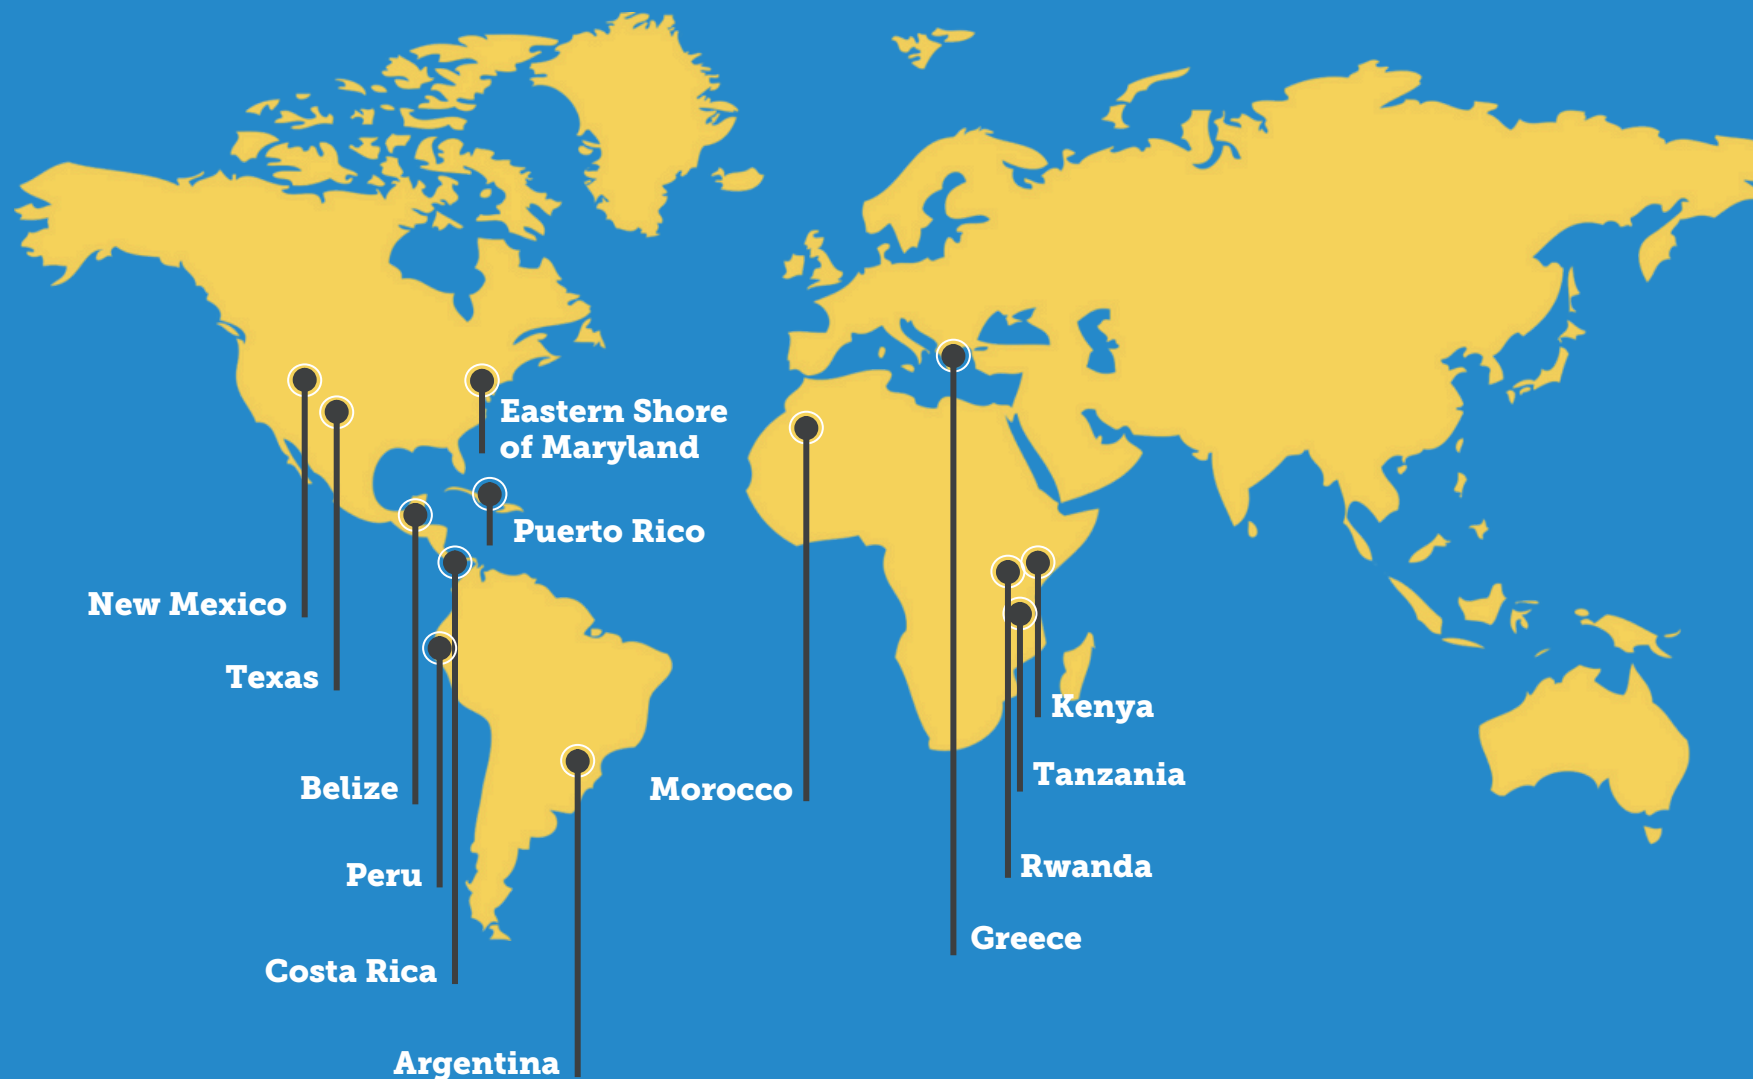 Eastern Shore
of Maryland
Puerto Rico
New Mexico
Texas
Kenya
Tanzania
Belize
Morocco
Rwanda
Peru
Greece
Costa Rica
Argentina